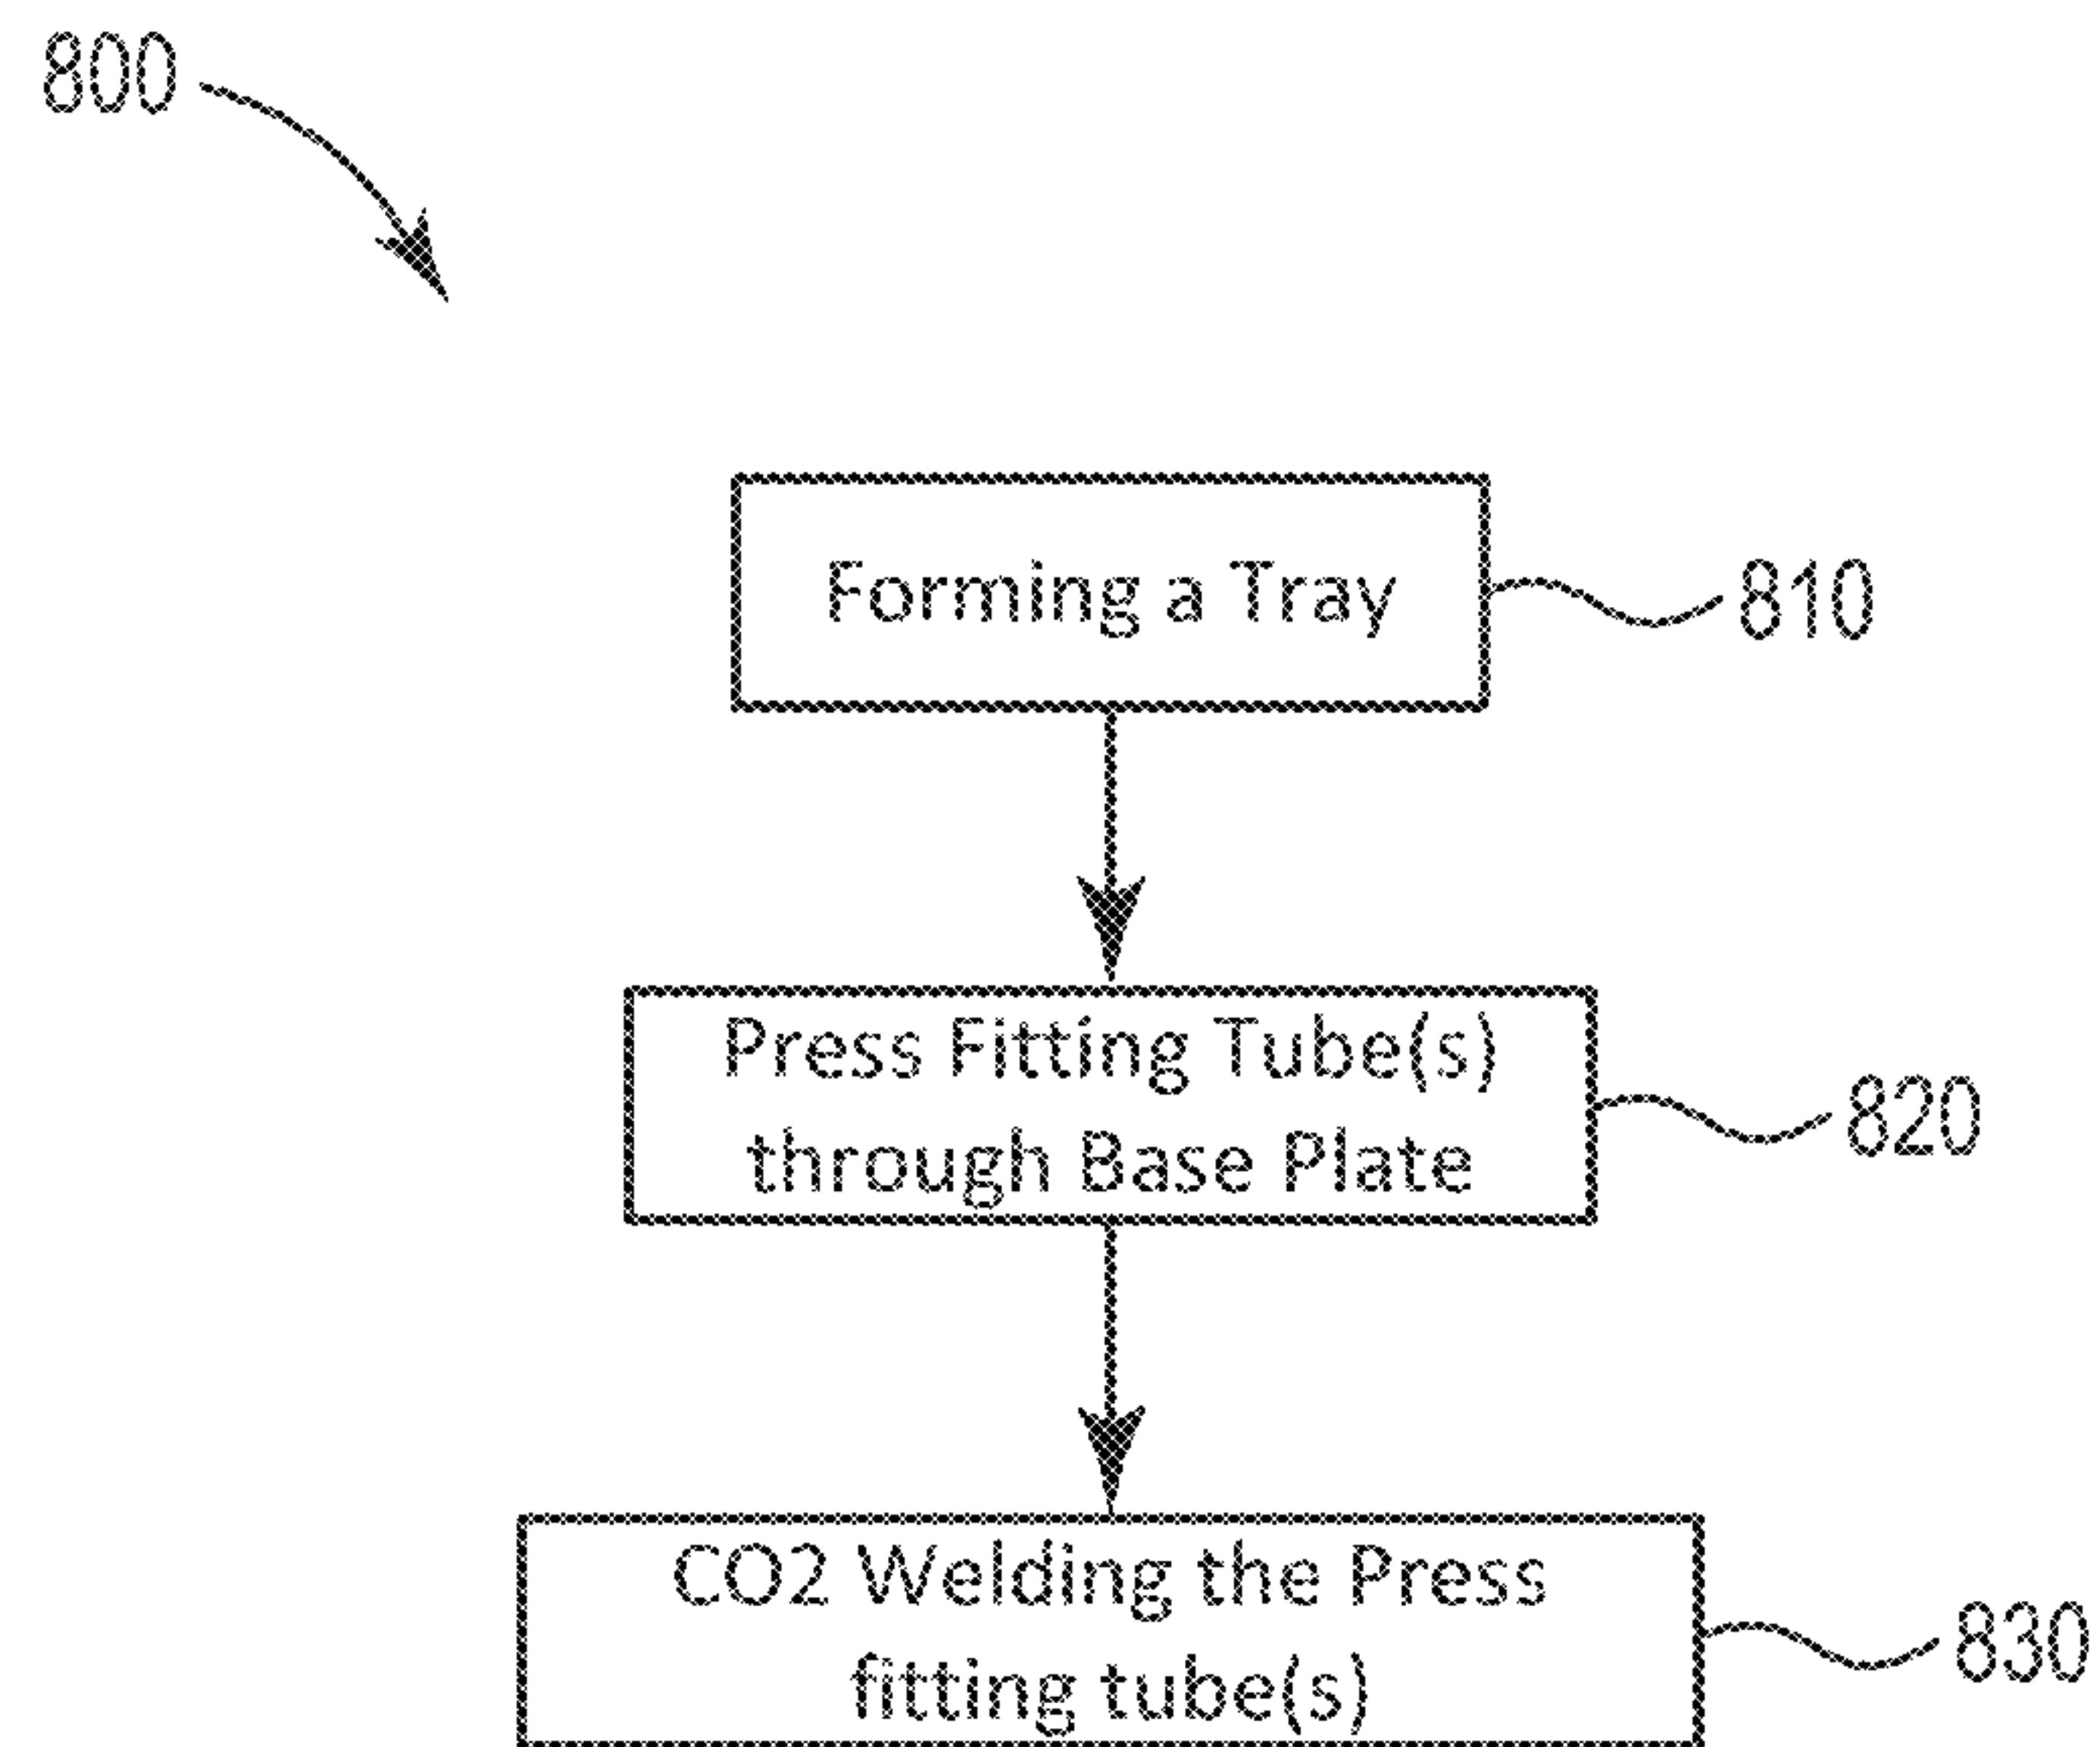 800
Forming a Tray
810
Press Fitting Tube(s)
through Base Plate
820
CO2 Welding the Press
fitting tube(s)
830